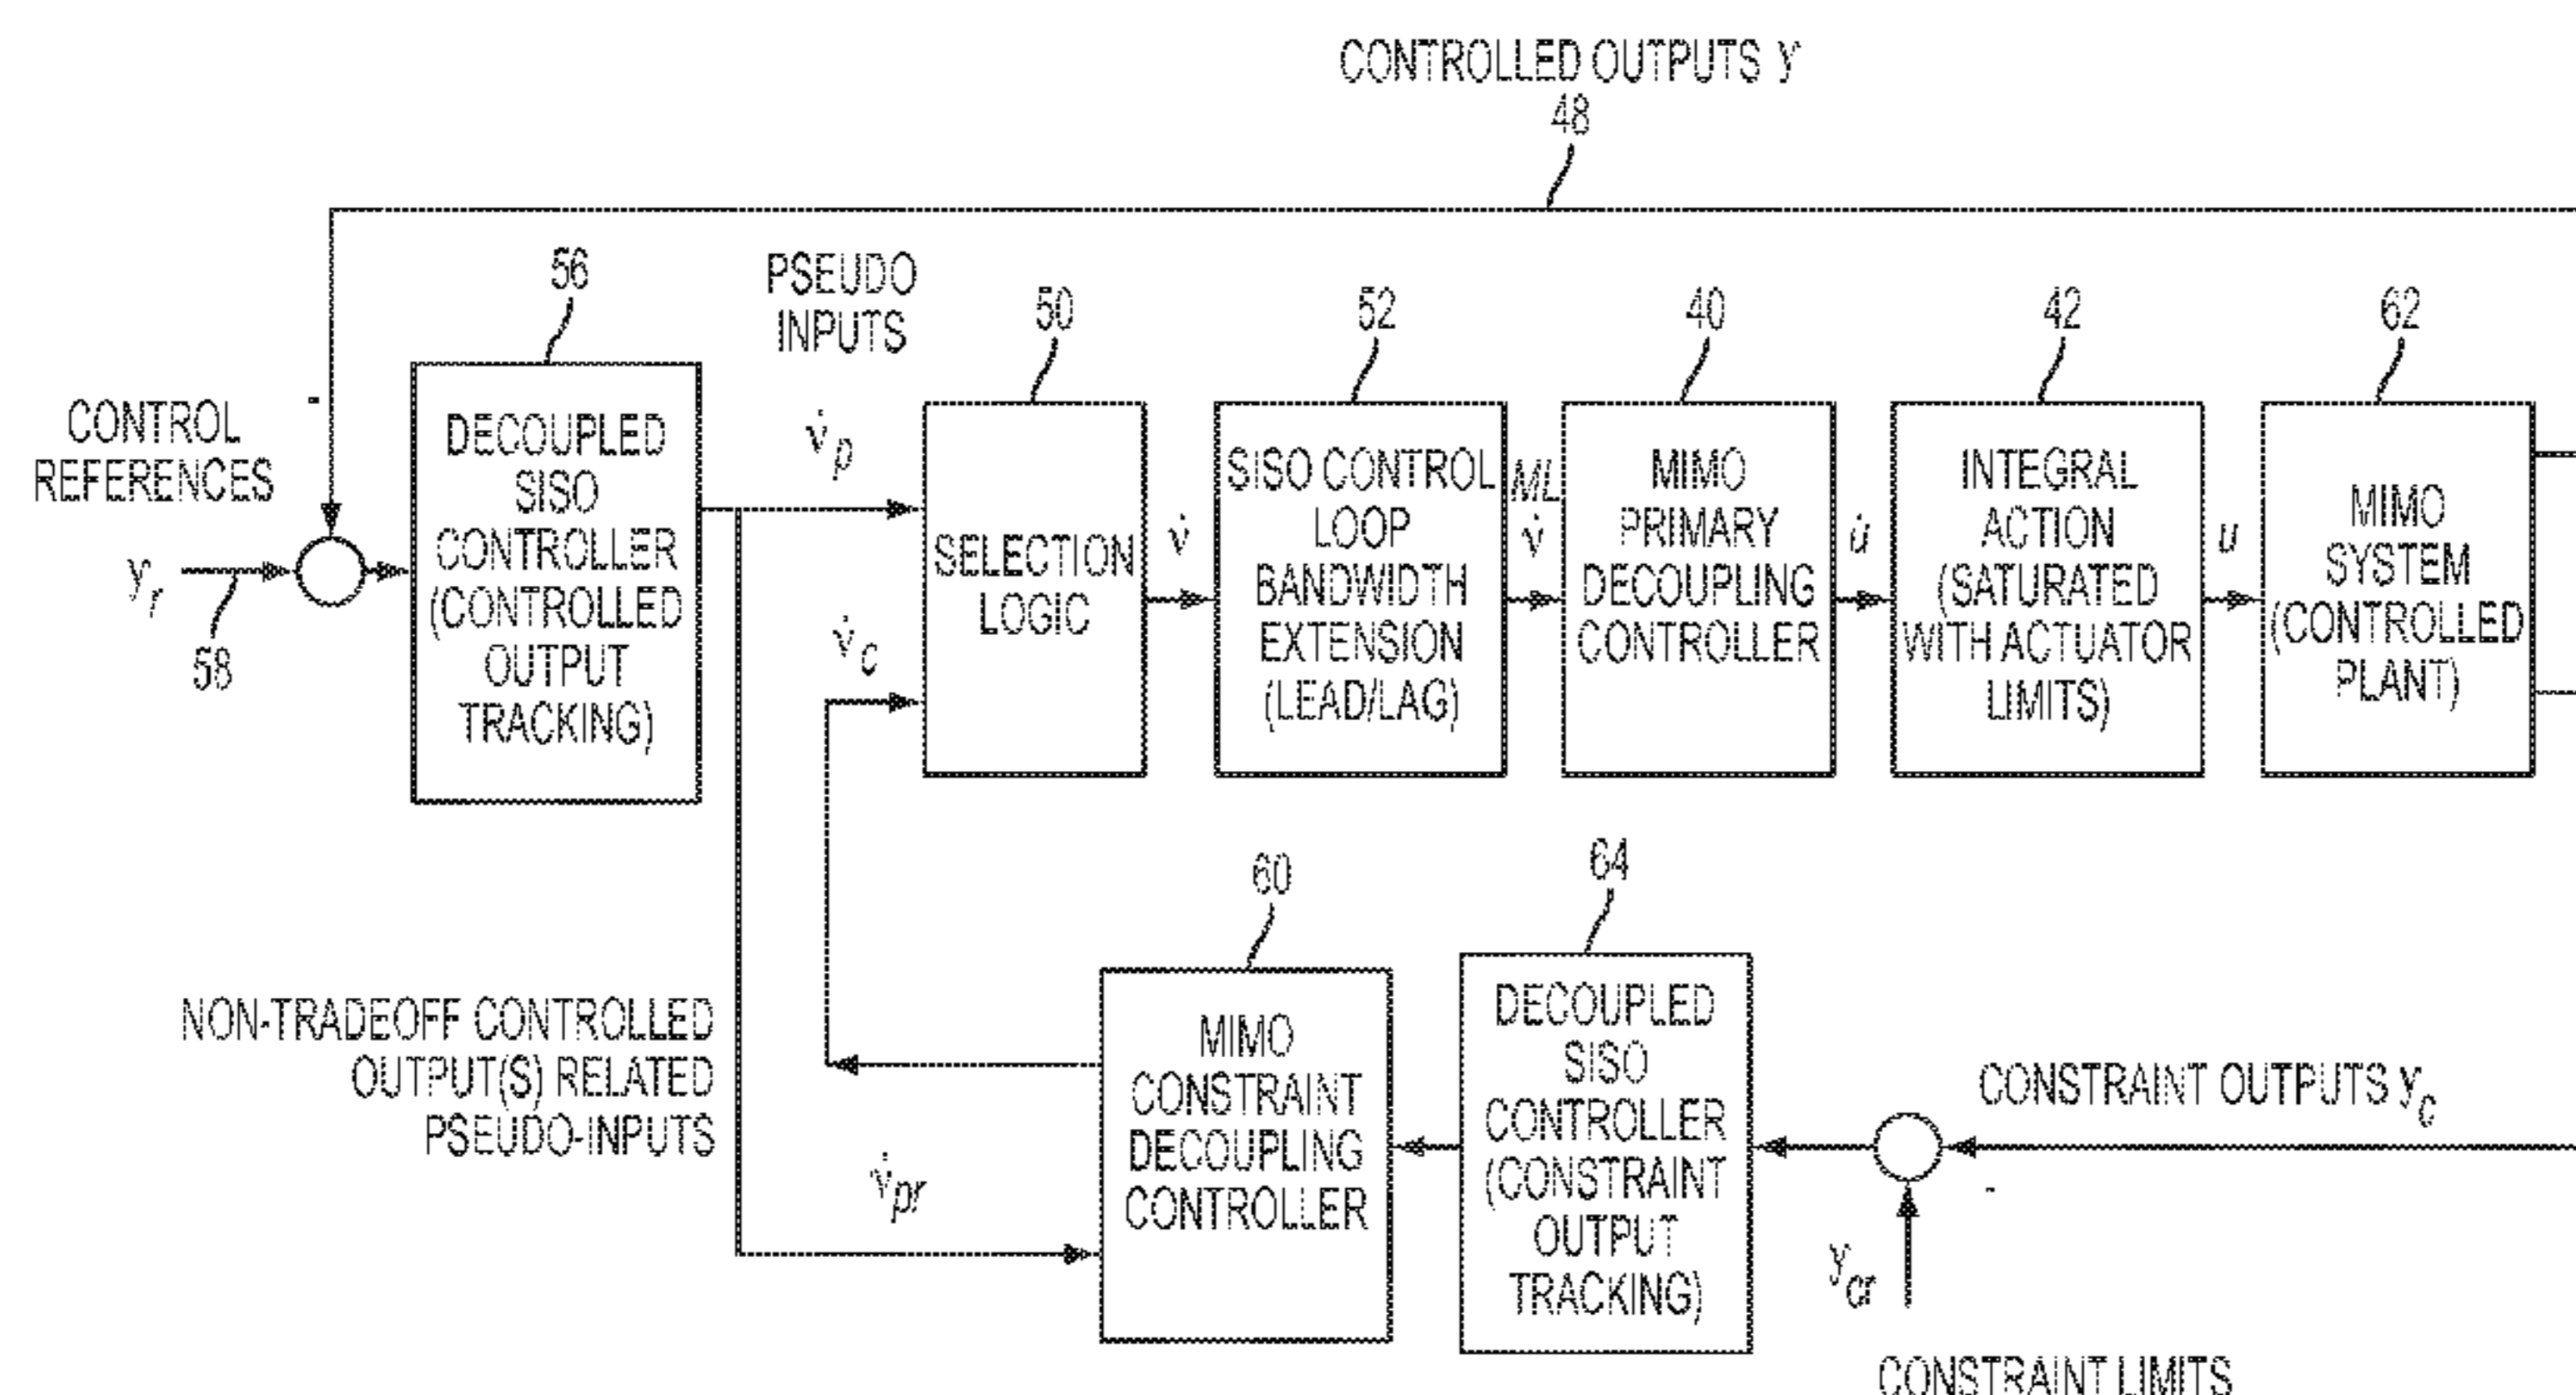 CONTROLLED OUTPUTS y
48
56
PSEUDO
INPUTS
50
52
40
42
62
CONTROL
REFERENCES
-
yr
58
DECOUPLED
SISO
CONTROLLER
(CONTROLLED
OUTPUT
TRACKING)
v̇p
v̇c
SELECTION
LOGIC
v̇
SISO CONTROL
LOOP
BANDWIDTH
EXTENSION
(LEAD/LAG)
ML
v̇
MIMO
PRIMARY
DECOUPLING
CONTROLLER
u̇
INTEGRAL
ACTION
(SATURATED
WITH ACTUATOR
LIMITS)
u
MIMO
SYSTEM
(CONTROLLED
PLANT)
60
64
NON-TRADEOFF CONTROLLED
OUTPUT(S) RELATED
PSEUDO-INPUTS
v̇pr
MIMO
CONSTRAINT
DECOUPLING
CONTROLLER
DECOUPLED
SISO
CONTROLLER
(CONSTRAINT
OUTPUT
TRACKING)
CONSTRAINT OUTPUTS yc
-
ycr
CONSTRAINT LIMITS